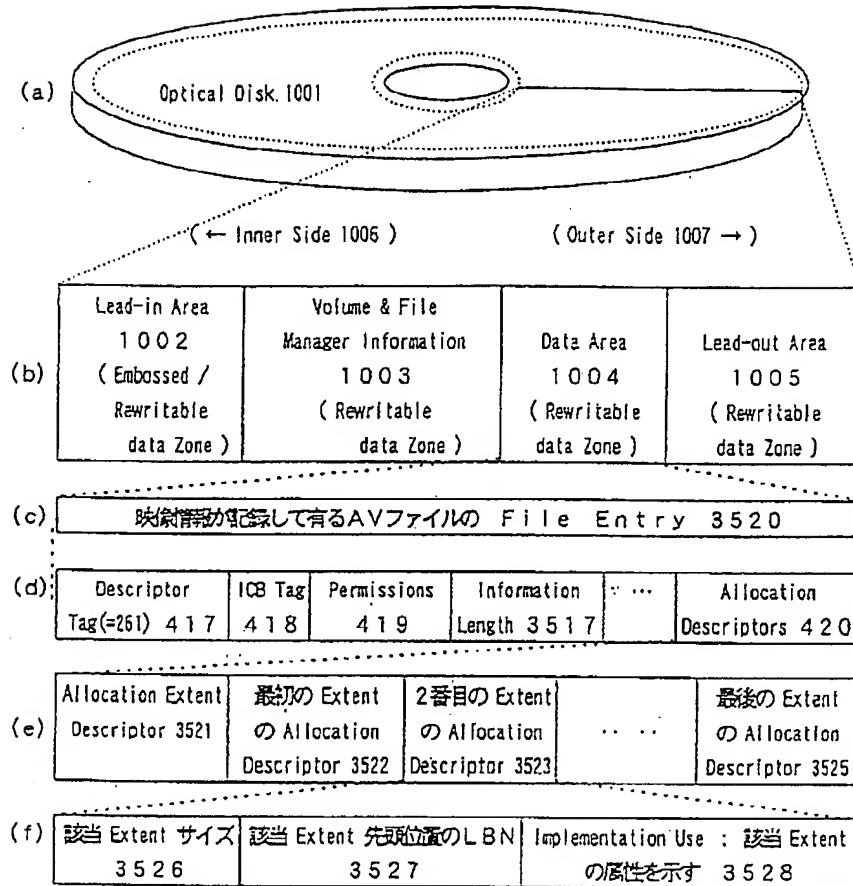 (a)
Optical Disk 1001
( ← Inner Side 1006 )
( Outer Side 1007 → )
(b)
Lead-in Area
1002
( Embossed /
Rewritable
data Zone )
Volume & File
Manager Information
1003
( Rewritable
data Zone )
Data Area
1004
( Rewritable
data Zone )
Lead-out Area
1005
( Rewritable
data Zone )
(c)
映像情報が記録して有るAVファイルの File Entry 3520
(d)
Descriptor
Tag(=261) 417
ICB Tag
418
Permissions
419
Information
Length 3517
……
Allocation
Descriptors 420
(e)
Allocation Extent
Descriptor 3521
最初の Extent
の Allocation
Descriptor 3522
2番目の Extent
の Allocation
Descriptor 3523
.. ..
最後の Extent
の Allocation
Descriptor 3525
(f)
該当 Extent サイズ
3526
該当 Extent 先頭位置のLBN
3527
Implementation Use : 該当 Extent
の属性を示す 3528